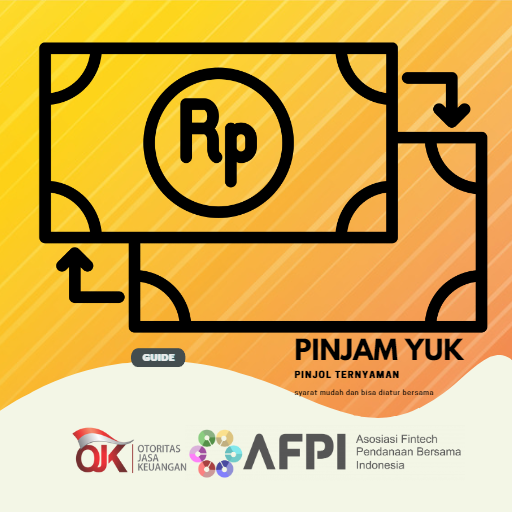 Rp
PINJAM YUK
GUIDE
PINJOL TERNYAMAN
syarat mudah dan bisa diatur bersama
OJK
OTORITAS
JASA
KEUANGAN
AFPI
Asosiasi Fintech
Pendanaan Bersama
Indonesia